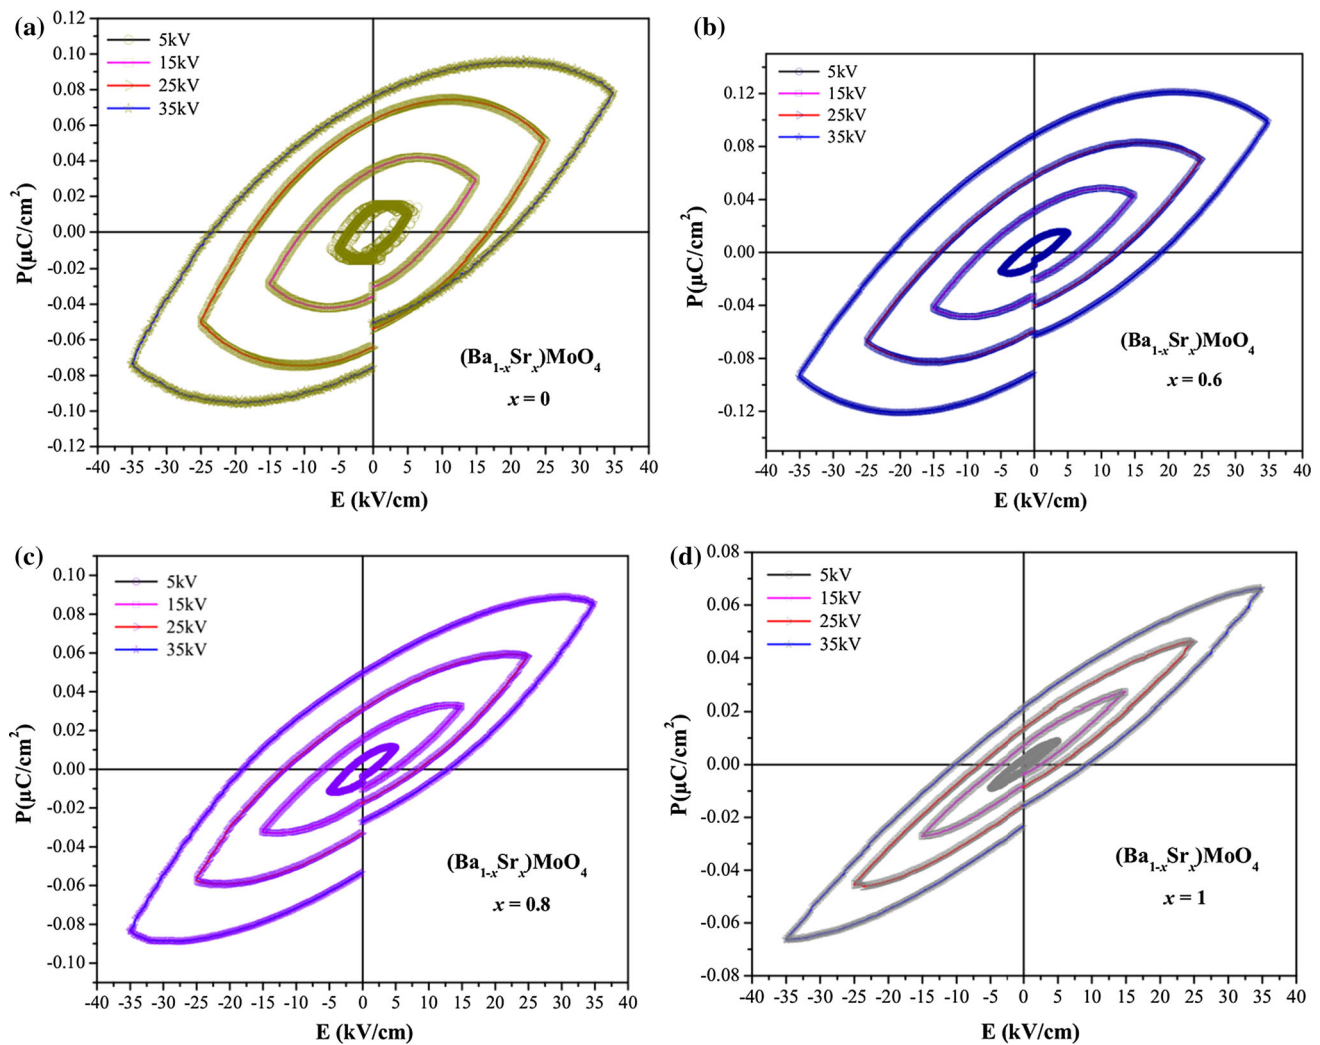 (a)
5kV
15kV
25kV
35kV
0.12
0.10
0.08
0.06
0.04
0.02
0.00
-0.02
-0.04
-0.06
-0.08
-0.10
-0.12
P(μC/cm²)
(Ba₁₋ₓSrₓ)MoO₄
x = 0
-40 -35 -30 -25 -20 -15 -10 -5 0 5 10 15 20 25 30 35 40
E (kV/cm)
(b)
5kV
15kV
25kV
35kV
0.12
0.08
0.04
0.00
-0.04
-0.08
-0.12
P(μC/cm²)
(Ba₁₋ₓSrₓ)MoO₄
x = 0.6
-40 -35 -30 -25 -20 -15 -10 -5 0 5 10 15 20 25 30 35 40
E (kV/cm)
(c)
5kV
15kV
25kV
35kV
0.10
0.08
0.06
0.04
0.02
0.00
-0.02
-0.04
-0.06
-0.08
-0.10
P(μC/cm²)
(Ba₁₋ₓSrₓ)MoO₄
x = 0.8
-40 -35 -30 -25 -20 -15 -10 -5 0 5 10 15 20 25 30 35 40
E (kV/cm)
(d)
5kV
15kV
25kV
35kV
0.08
0.06
0.04
0.02
0.00
-0.02
-0.04
-0.06
-0.08
P(μC/cm²)
(Ba₁₋ₓSrₓ)MoO₄
x = 1
-40 -35 -30 -25 -20 -15 -10 -5 0 5 10 15 20 25 30 35 40
E (kV/cm)